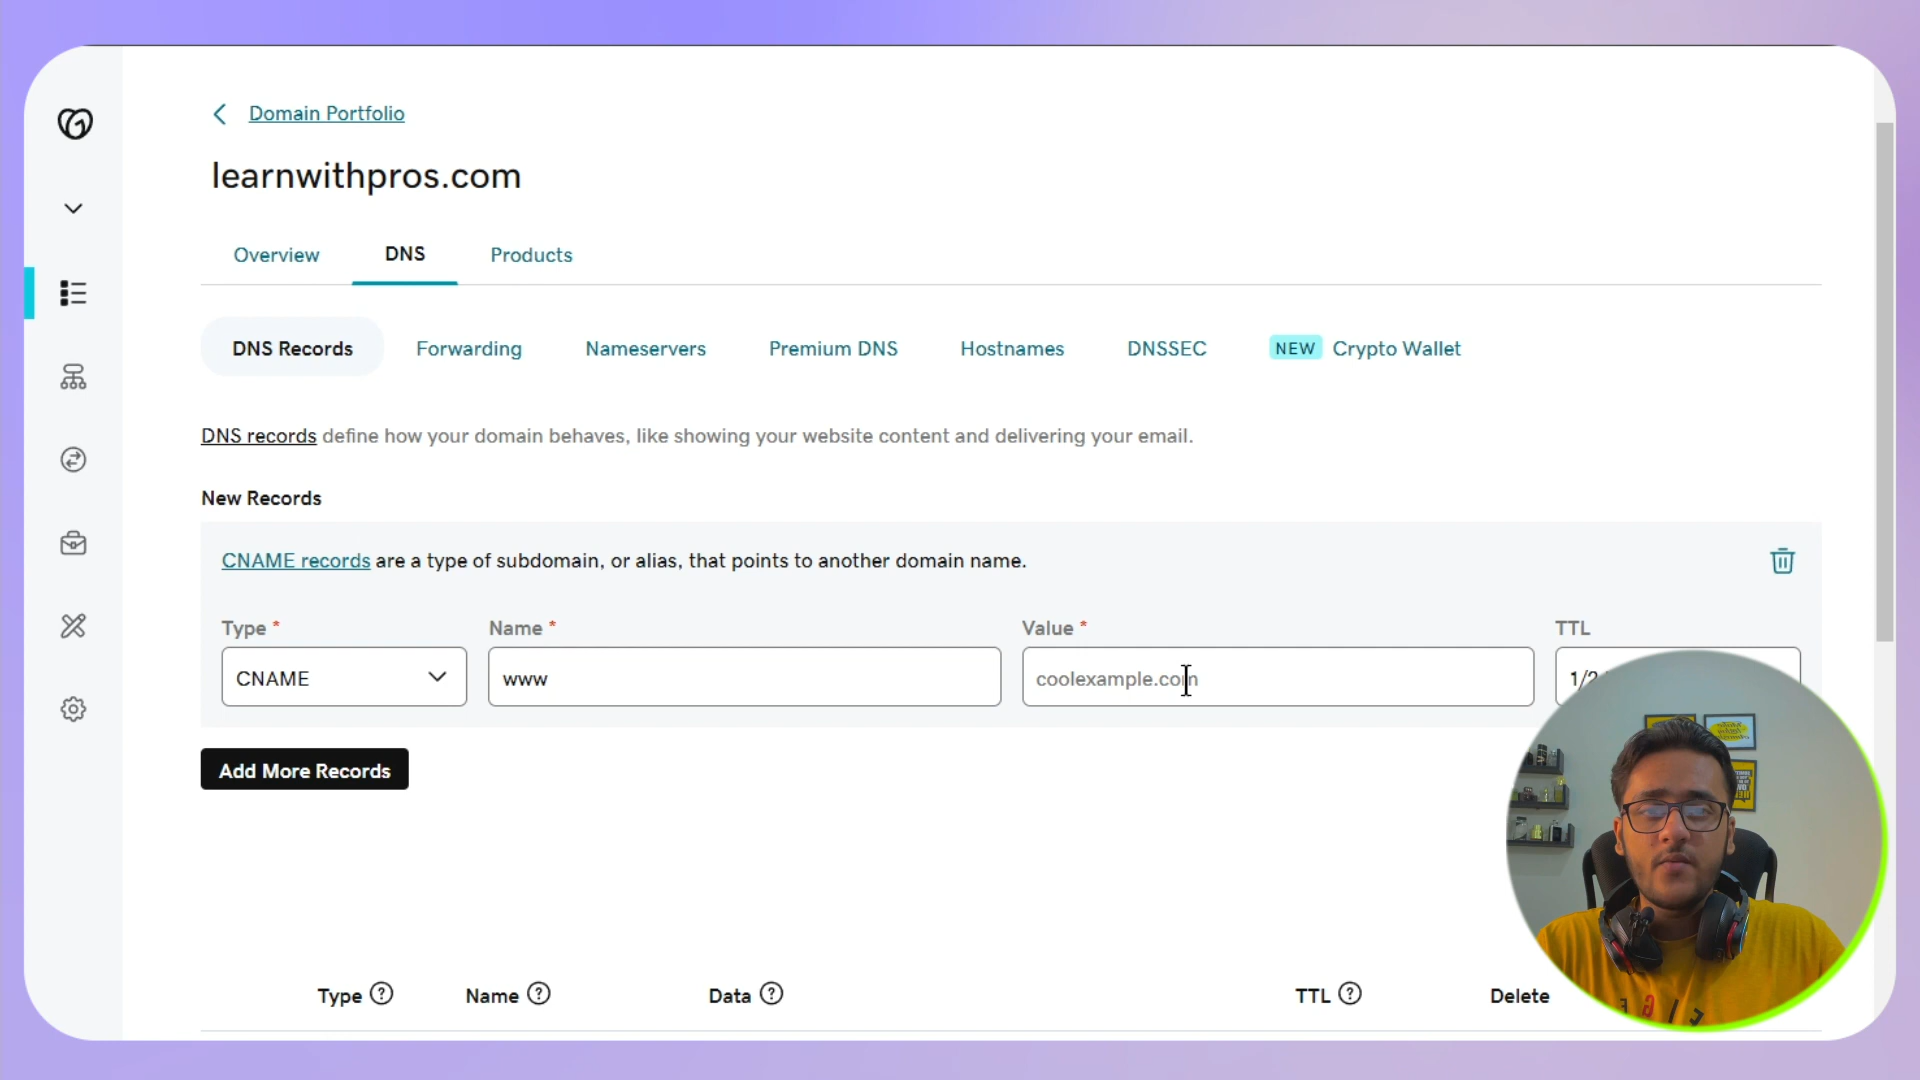 Domain Portfolio
learnwithpros.com
Overview DNS Products
DNS Records Forwarding Nameservers Premium DNS Hostnames DNSSEC NEW Crypto Wallet
DNS records define how your domain behaves, like showing your website content and delivering your email.
New Records
CNAME records are a type of subdomain, or alias, that points to another domain name.
Type * Name * Value * TTL
CNAME www coolexample.com 1/2
Add More Records
Type Name Data TTL Delete